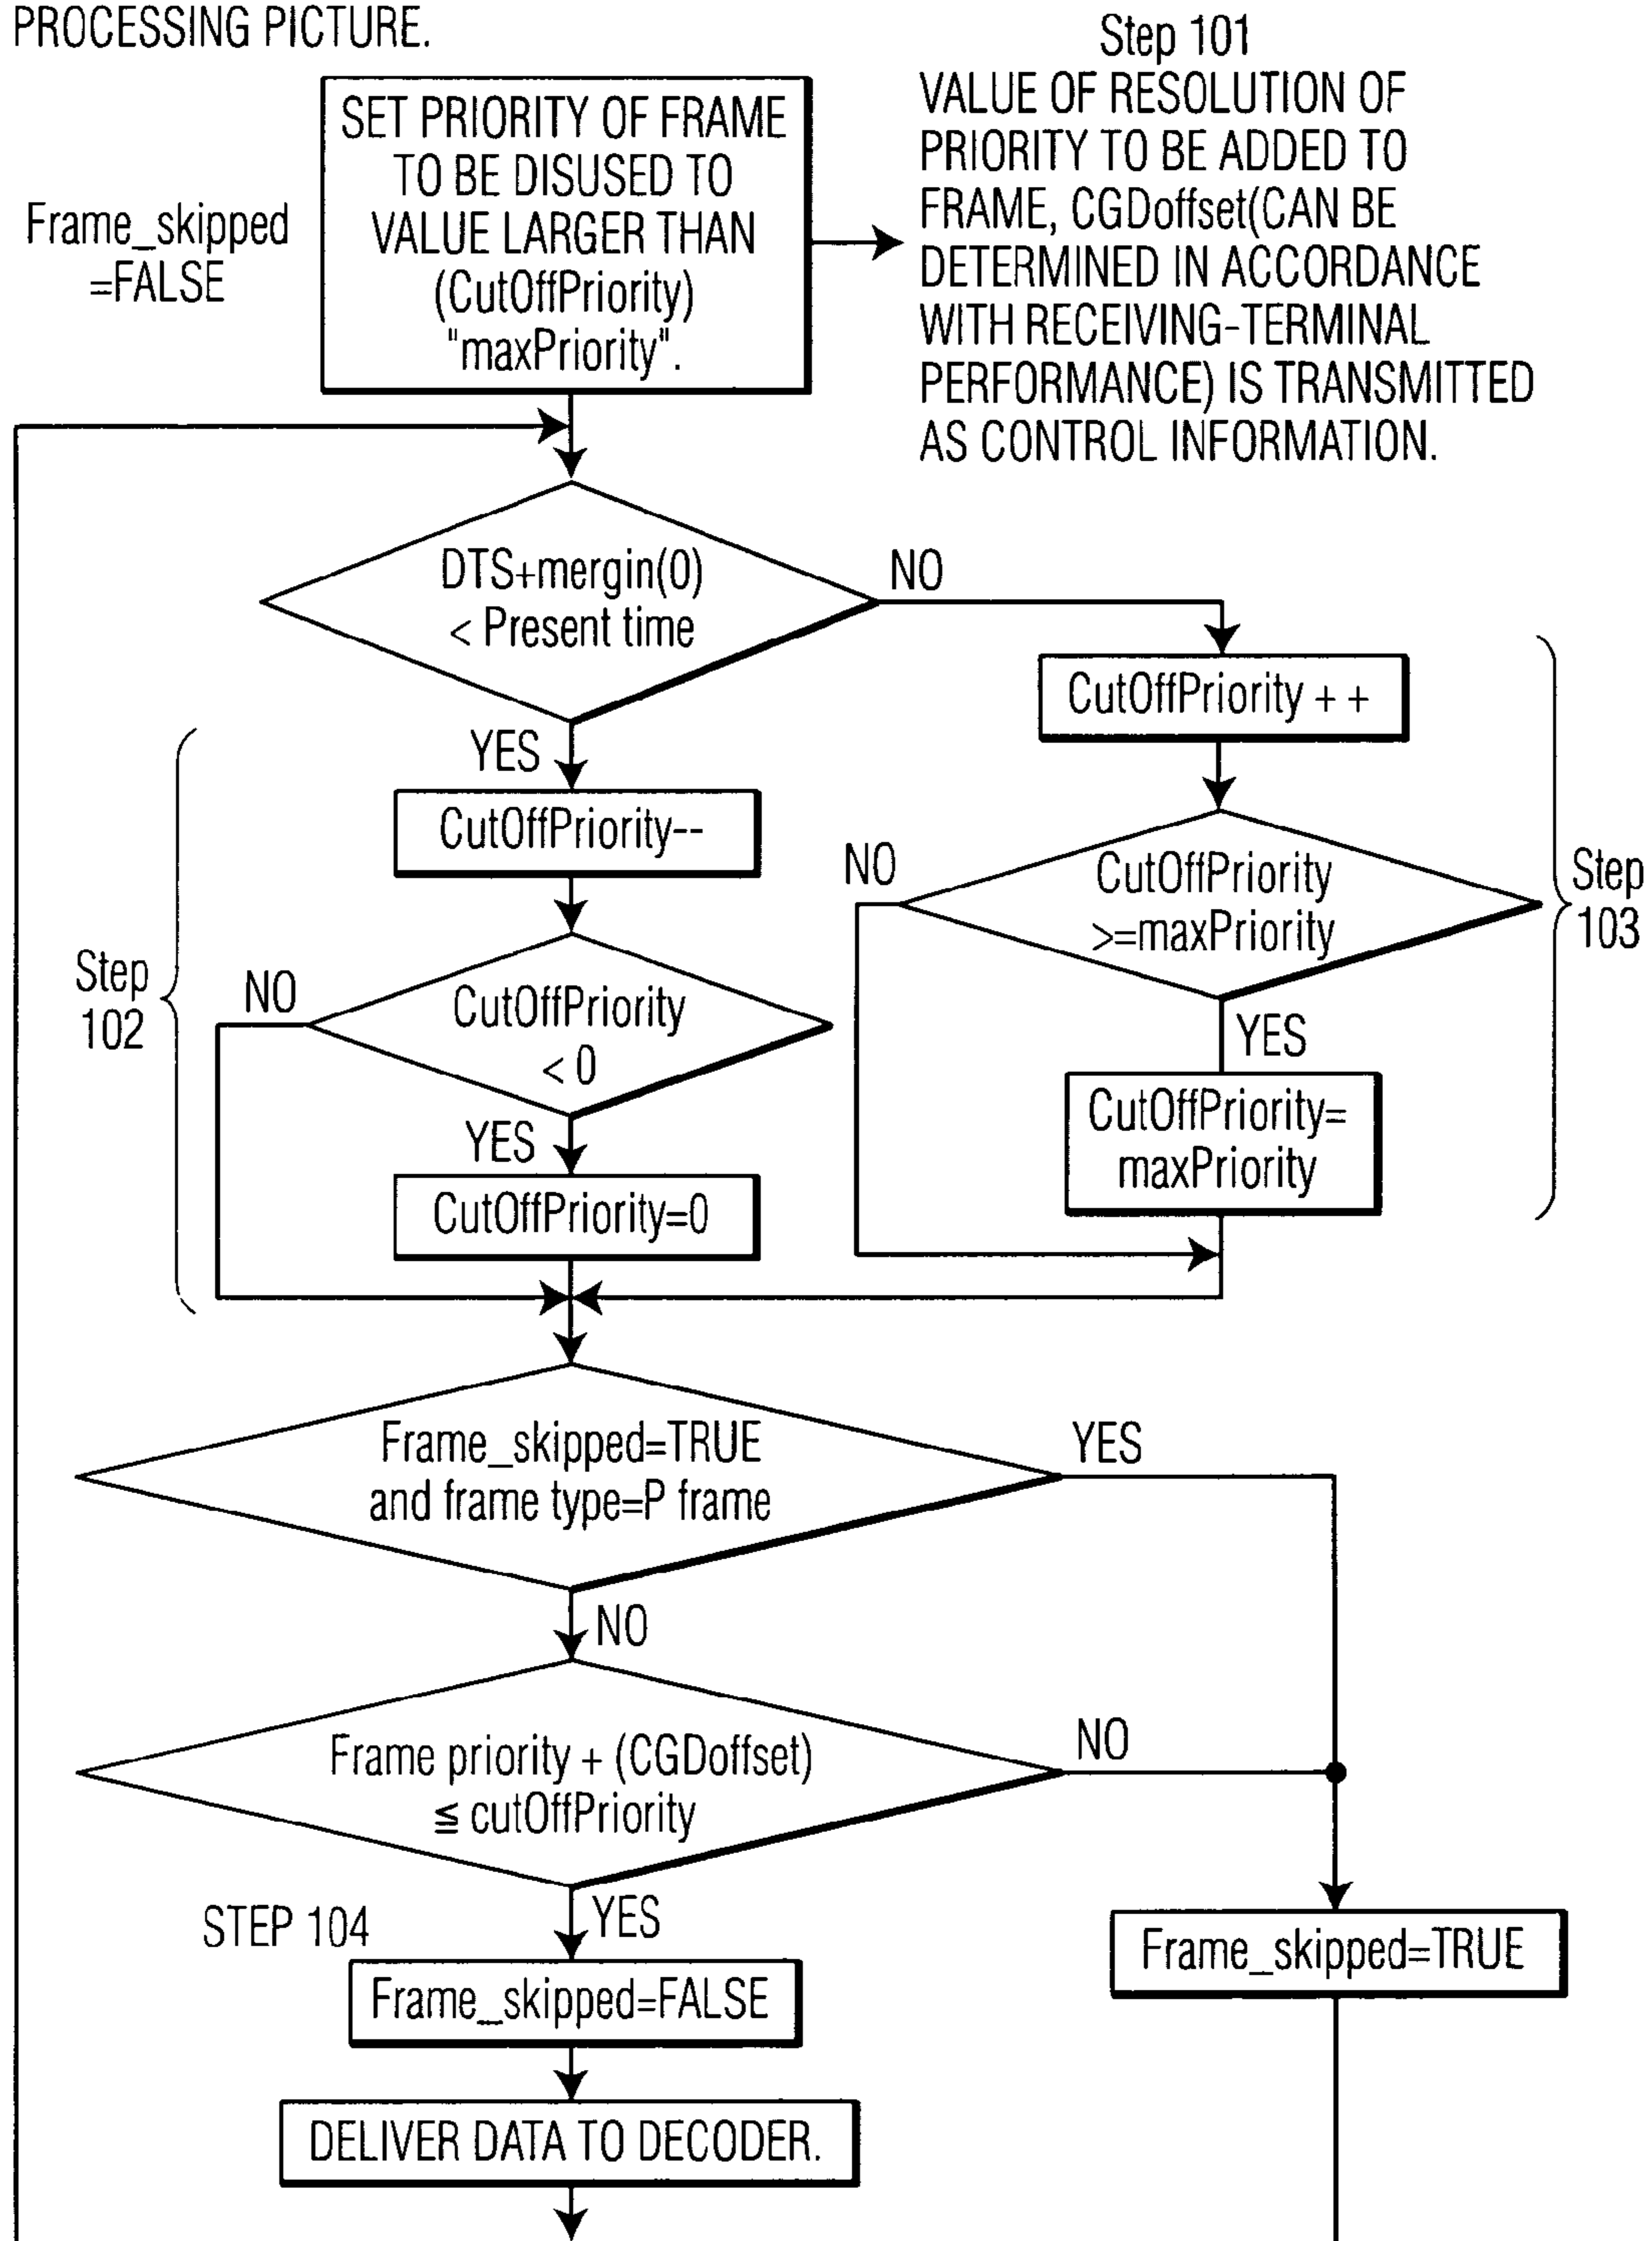 PROCESSING PICTURE.
Step 101
VALUE OF RESOLUTION OF
PRIORITY TO BE ADDED TO
FRAME, CGDoffset(CAN BE
DETERMINED IN ACCORDANCE
WITH RECEIVING-TERMINAL
PERFORMANCE) IS TRANSMITTED
AS CONTROL INFORMATION.
SET PRIORITY OF FRAME
TO BE DISUSED TO
VALUE LARGER THAN
(CutOffPriority)
"maxPriority".
Frame_skipped
=FALSE
DTS+mergin(0)
< Present time
NO
YES
CutOffPriority + +
CutOffPriority--
CutOffPriority
>=maxPriority
NO
YES
Step
103
CutOffPriority=
maxPriority
Step
102
CutOffPriority
< 0
NO
YES
CutOffPriority=0
Frame_skipped=TRUE
and frame type=P frame
YES
NO
Frame priority + (CGDoffset)
≦ cutOffPriority
NO
YES
STEP 104
Frame_skipped=TRUE
Frame_skipped=FALSE
DELIVER DATA TO DECODER.